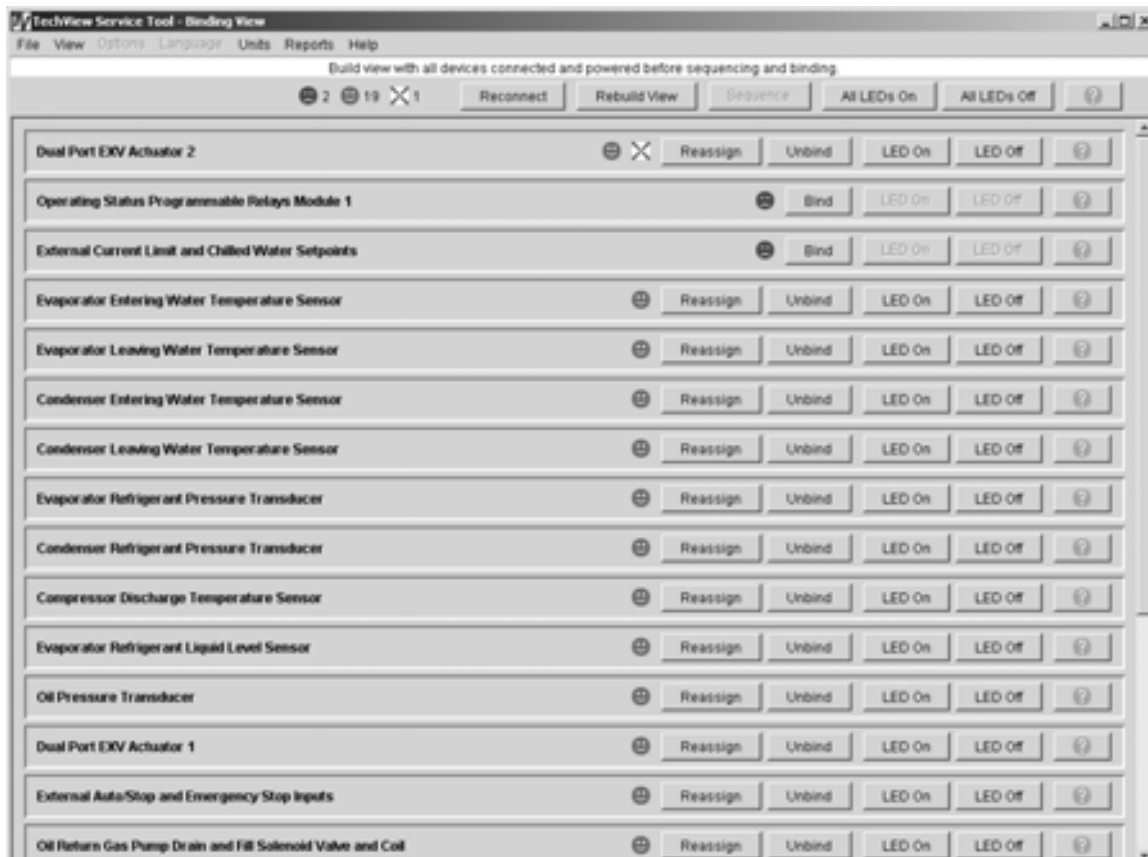 TechView Service Tool - Binding View
File View Options Language Units Reports Help
Build view with all devices connected and powered before sequencing and binding.
2 19 1 Reconnect Rebuild View Sequence All LEDs On All LEDs Off ?
Dual Port EXV Actuator 2 Reassign Unbind LED On LED Off ?
Operating Status Programmable Relays Module 1 Bind LED On LED Off ?
External Current Limit and Chilled Water Setpoints Bind LED On LED Off ?
Evaporator Entering Water Temperature Sensor Reassign Unbind LED On LED Off ?
Evaporator Leaving Water Temperature Sensor Reassign Unbind LED On LED Off ?
Condenser Entering Water Temperature Sensor Reassign Unbind LED On LED Off ?
Condenser Leaving Water Temperature Sensor Reassign Unbind LED On LED Off ?
Evaporator Refrigerant Pressure Transducer Reassign Unbind LED On LED Off ?
Condenser Refrigerant Pressure Transducer Reassign Unbind LED On LED Off ?
Compressor Discharge Temperature Sensor Reassign Unbind LED On LED Off ?
Evaporator Refrigerant Liquid Level Sensor Reassign Unbind LED On LED Off ?
Oil Pressure Transducer Reassign Unbind LED On LED Off ?
Dual Port EXV Actuator 1 Reassign Unbind LED On LED Off ?
External Auto/Stop and Emergency Stop Inputs Reassign Unbind LED On LED Off ?
Oil Return Gas Pump Drain and Fill Solenoid Valve and Coil Reassign Unbind LED On LED Off ?